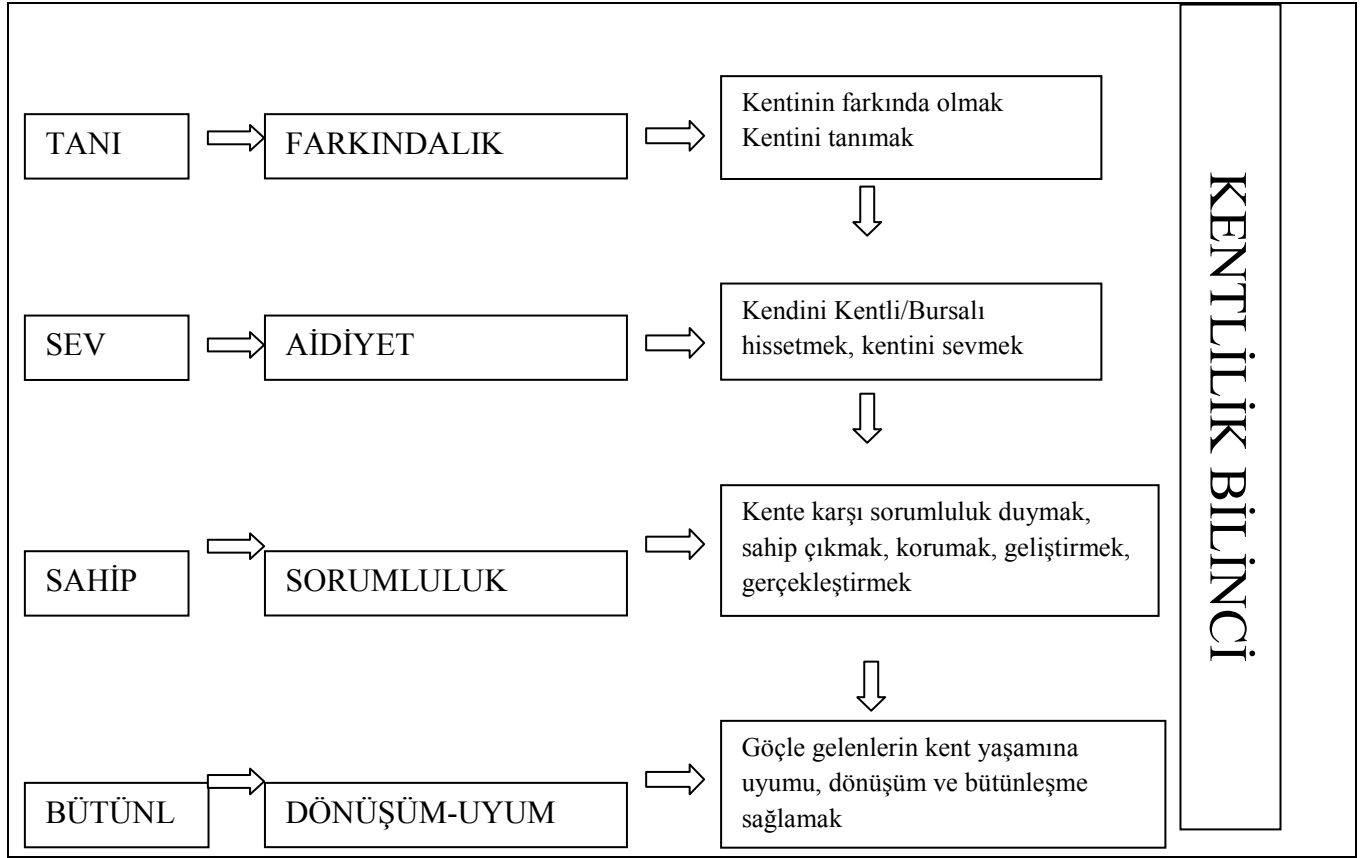 TANI
FARKINDALIK
Kentinin farkında olmak
Kentini tanımak
SEV
AİDİYET
Kendini Kentli/Bursalı
hissetmek, kentini sevmek
SAHİP
SORUMLULUK
Kente karşı sorumluluk duymak,
sahip çıkmak, korumak, geliştirmek,
gerçekleştirmek
BÜTÜNL
DÖNÜŞÜM-UYUM
Göçle gelenlerin kent yaşamına
uyumu, dönüşüm ve bütünleşme
sağlamak
KENTLİLİK BİLİNCİ